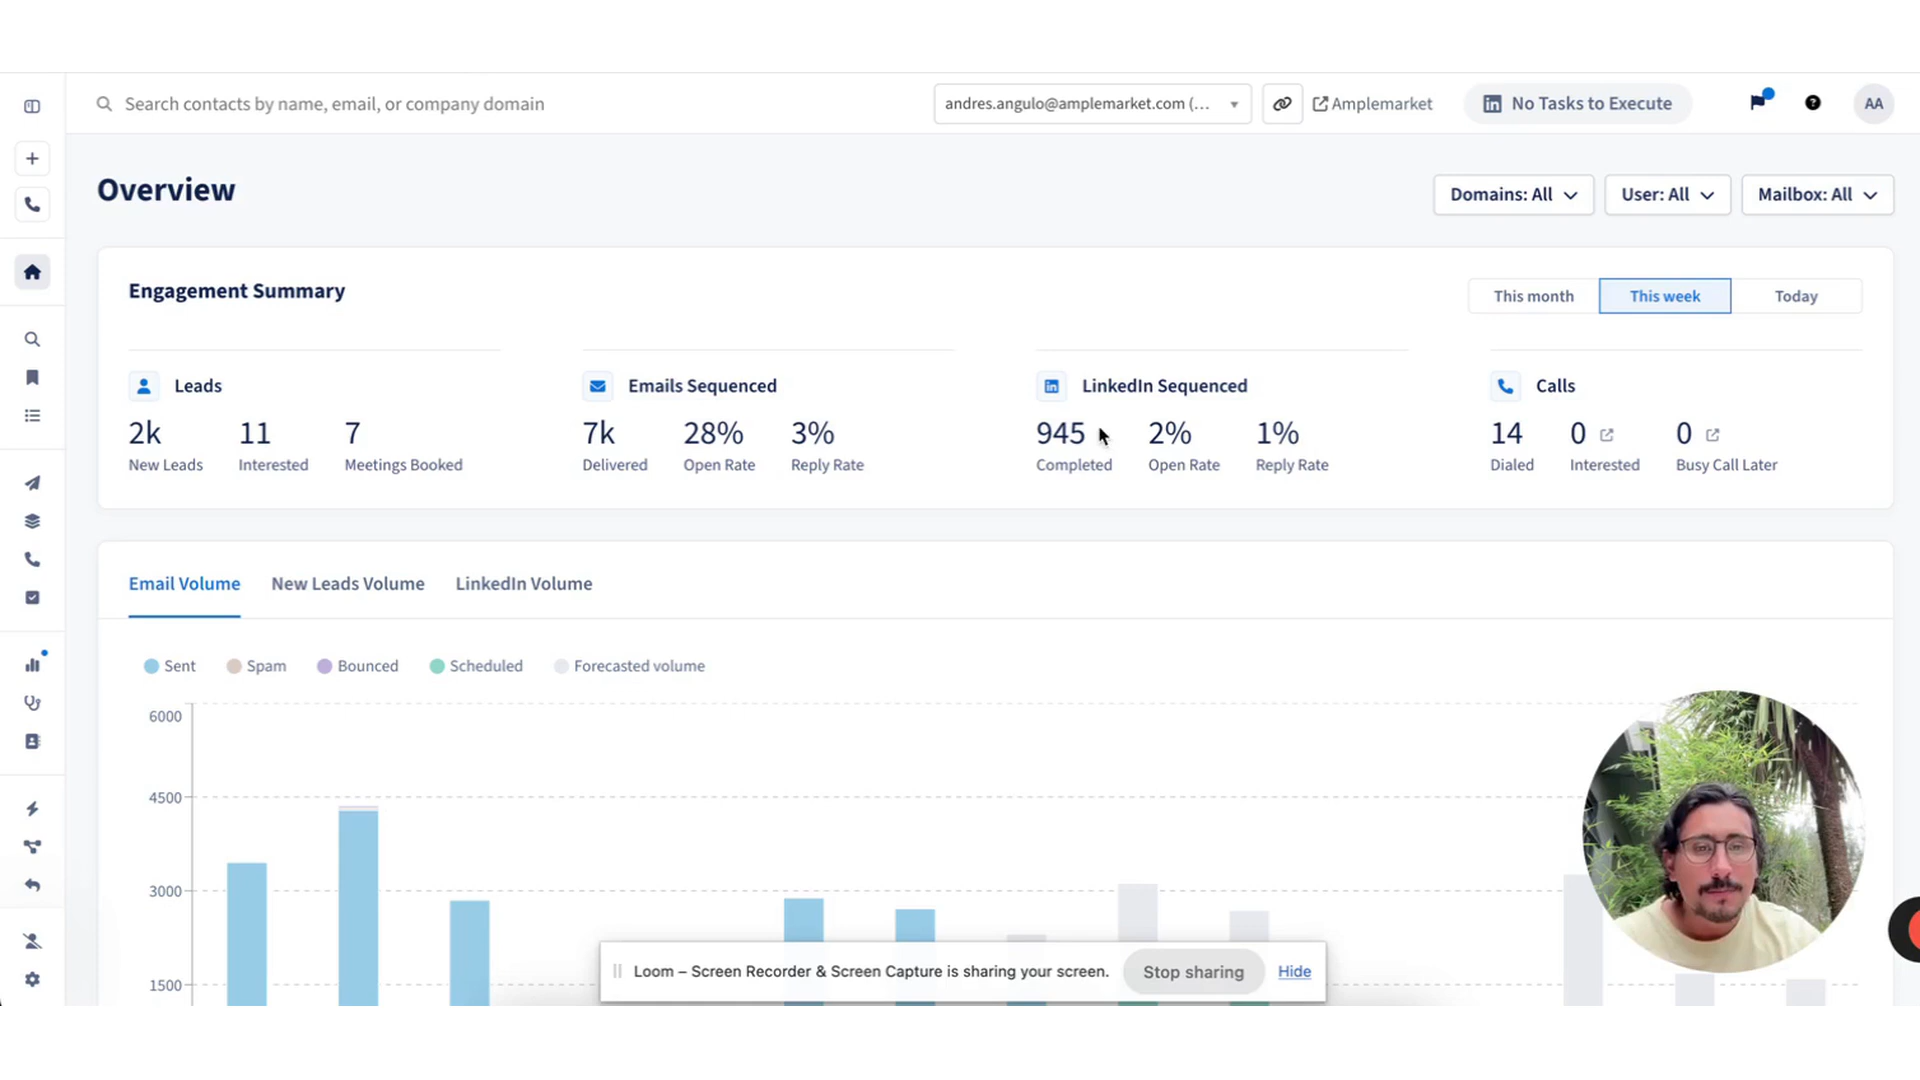 Search contacts by name, email, or company domain
andres.angulo@amplemarket.com (...
Amplemarket
No Tasks to Execute
AA
Overview
Domains: All
User: All
Mailbox: All
Engagement Summary
This month
This week
Today
Leads
Emails Sequenced
LinkedIn Sequenced
Calls
2k
11
7
7k
28%
3%
945
2%
1%
14
0
0
New Leads
Interested
Meetings Booked
Delivered
Open Rate
Reply Rate
Completed
Open Rate
Reply Rate
Dialed
Interested
Busy Call Later
Email Volume
New Leads Volume
LinkedIn Volume
Sent
Spam
Bounced
Scheduled
Forecasted volume
6000
4500
3000
1500
Loom – Screen Recorder & Screen Capture is sharing your screen.
Stop sharing
Hide